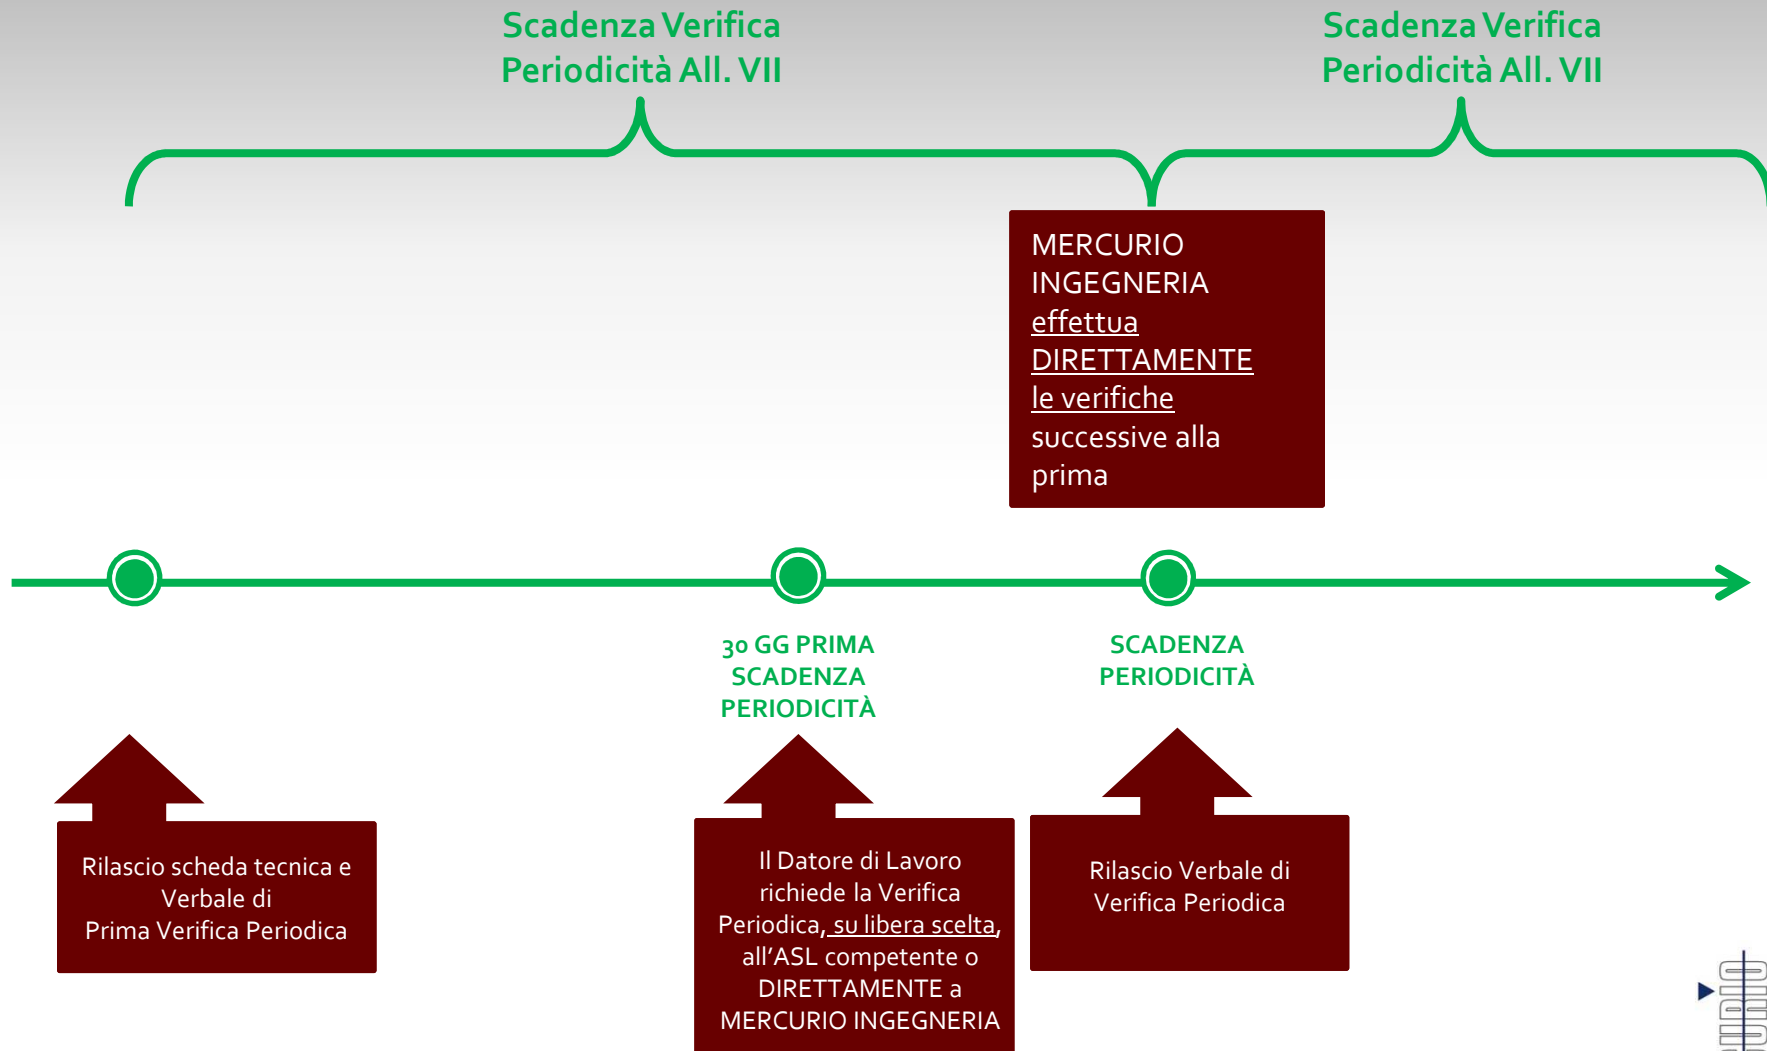 Scadenza Verifica
Periodicità All. VII
Scadenza Verifica
Periodicità All. VII
MERCURIO
INGEGNERIA
effettua
DIRETTAMENTE
le verifiche
successive alla
prima
30 GG PRIMA
SCADENZA
PERIODICITÀ
SCADENZA
PERIODICITÀ
Rilascio scheda tecnica e
Verbale di
Prima Verifica Periodica
Il Datore di Lavoro
richiede la Verifica
Periodica, su libera scelta,
all'ASL competente o
DIRETTAMENTE a
MERCURIO INGEGNERIA
Rilascio Verbale di
Verifica Periodica